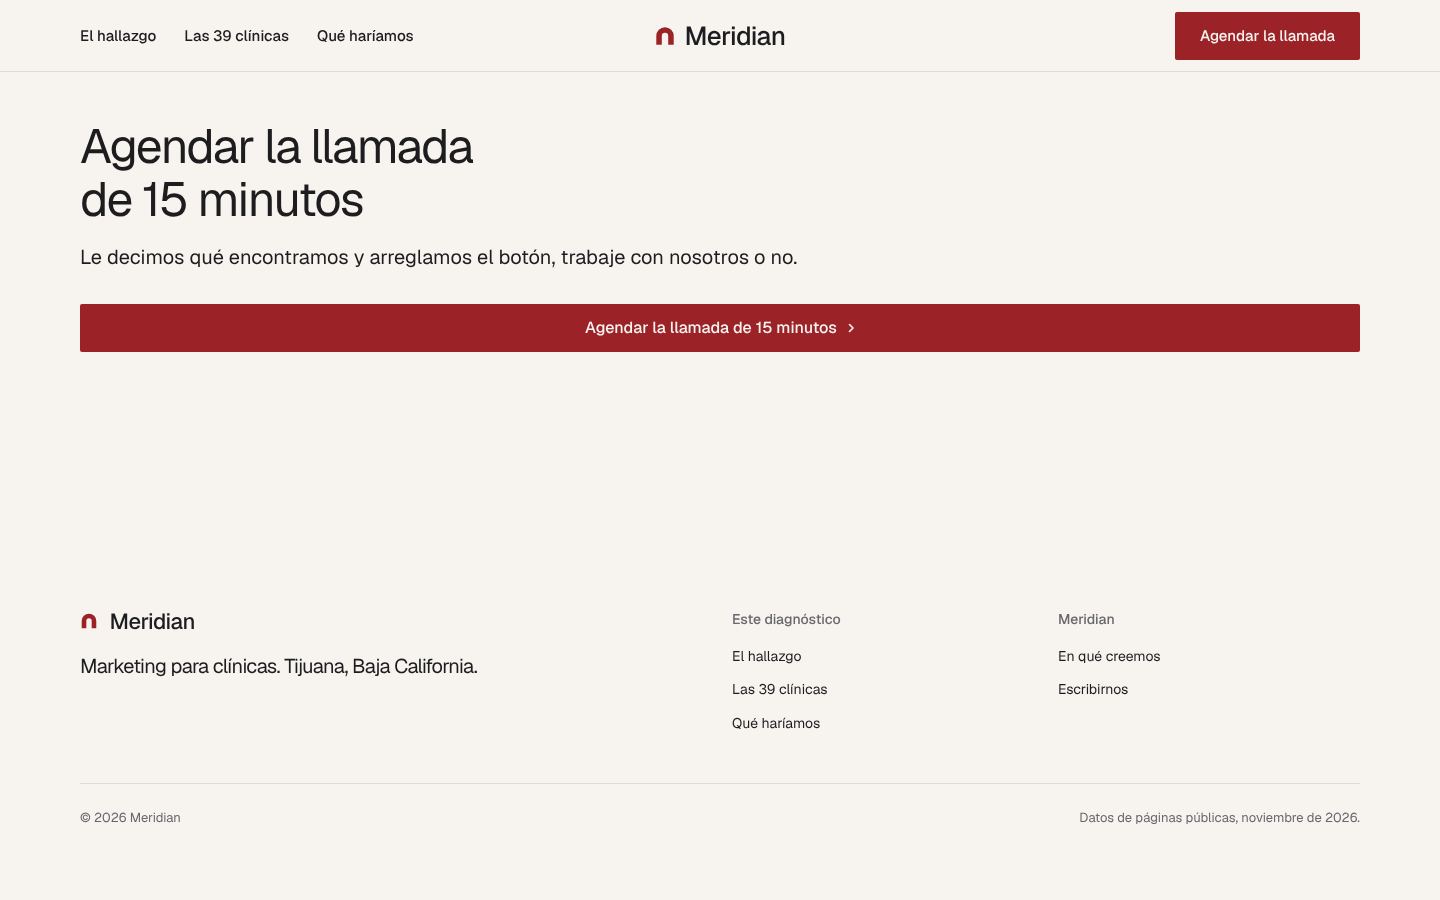 El hallazgo
Las 39 clínicas
Qué haríamos
Meridian
Agendar la llamada
Agendar la llamada
de 15 minutos
Le decimos qué encontramos y arreglamos el botón, trabaje con nosotros o no.
Agendar la llamada de 15 minutos
Meridian
Marketing para clínicas. Tijuana, Baja California.
Este diagnóstico
El hallazgo
Las 39 clínicas
Qué haríamos
Meridian
En qué creemos
Escribirnos
© 2026 Meridian
Datos de páginas públicas, noviembre de 2026.